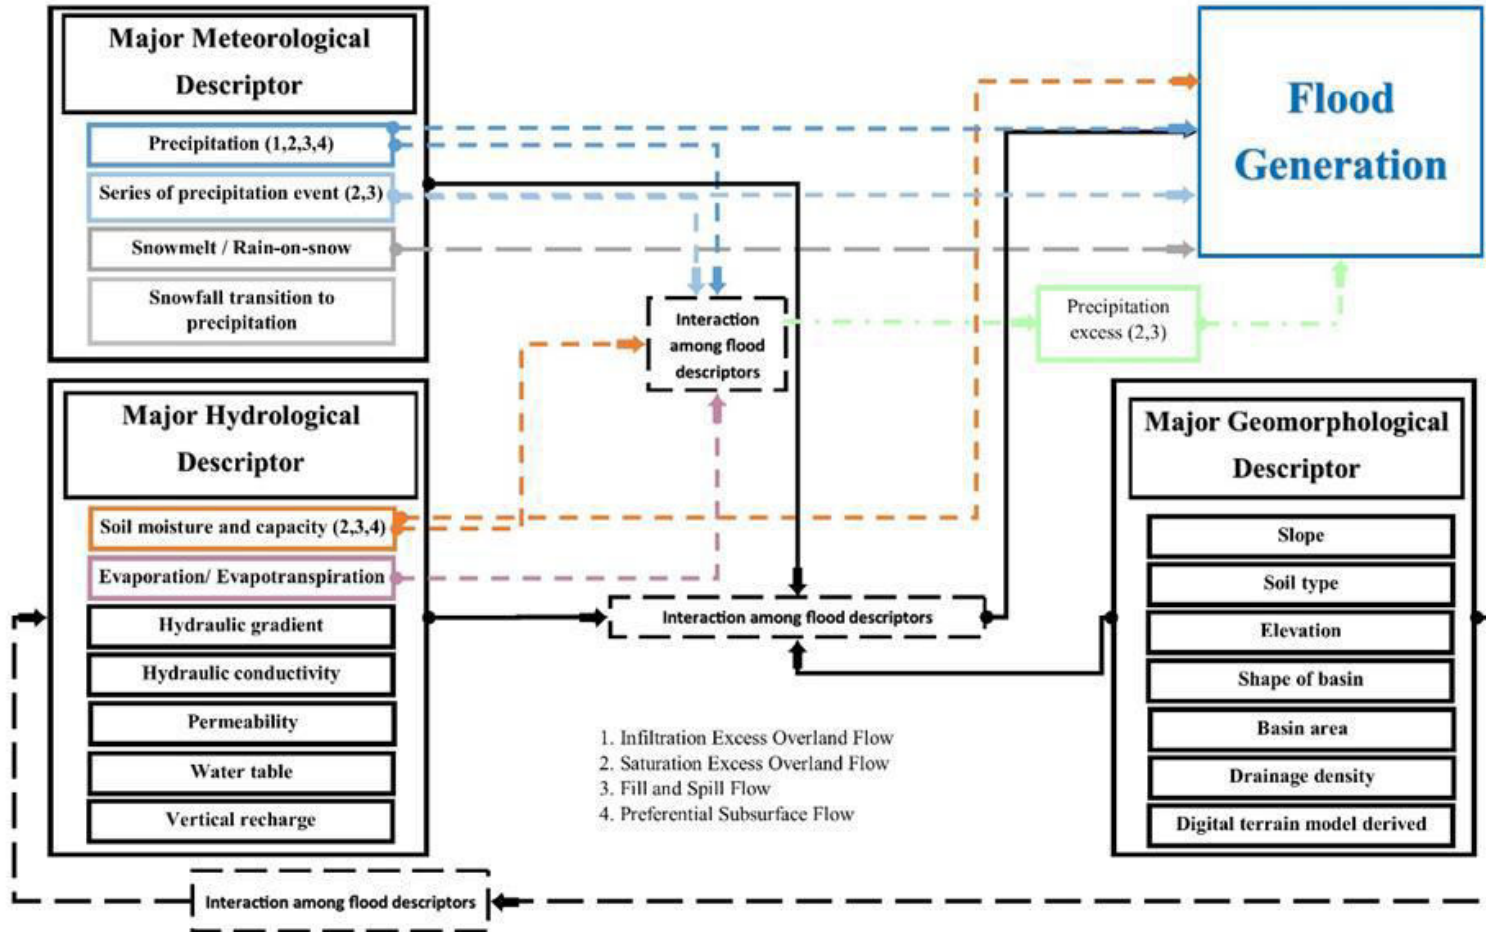 Major Meteorological
Descriptor
Precipitation (1,2,3,4)
Series of precipitation event (2,3)
Snowmelt / Rain-on-snow
Snowfall transition to
precipitation
Flood
Generation
Interaction
among flood
descriptors
Precipitation
excess (2,3)
Major Hydrological
Descriptor
Soil moisture and capacity (2,3,4)
Evaporation/ Evapotranspiration
Hydraulic gradient
Hydraulic conductivity
Permeability
Water table
Vertical recharge
Interaction among flood descriptors
Major Geomorphological
Descriptor
Slope
Soil type
Elevation
Shape of basin
Basin area
Drainage density
Digital terrain model derived
1. Infiltration Excess Overland Flow
2. Saturation Excess Overland Flow
3. Fill and Spill Flow
4. Preferential Subsurface Flow
Interaction among flood descriptors